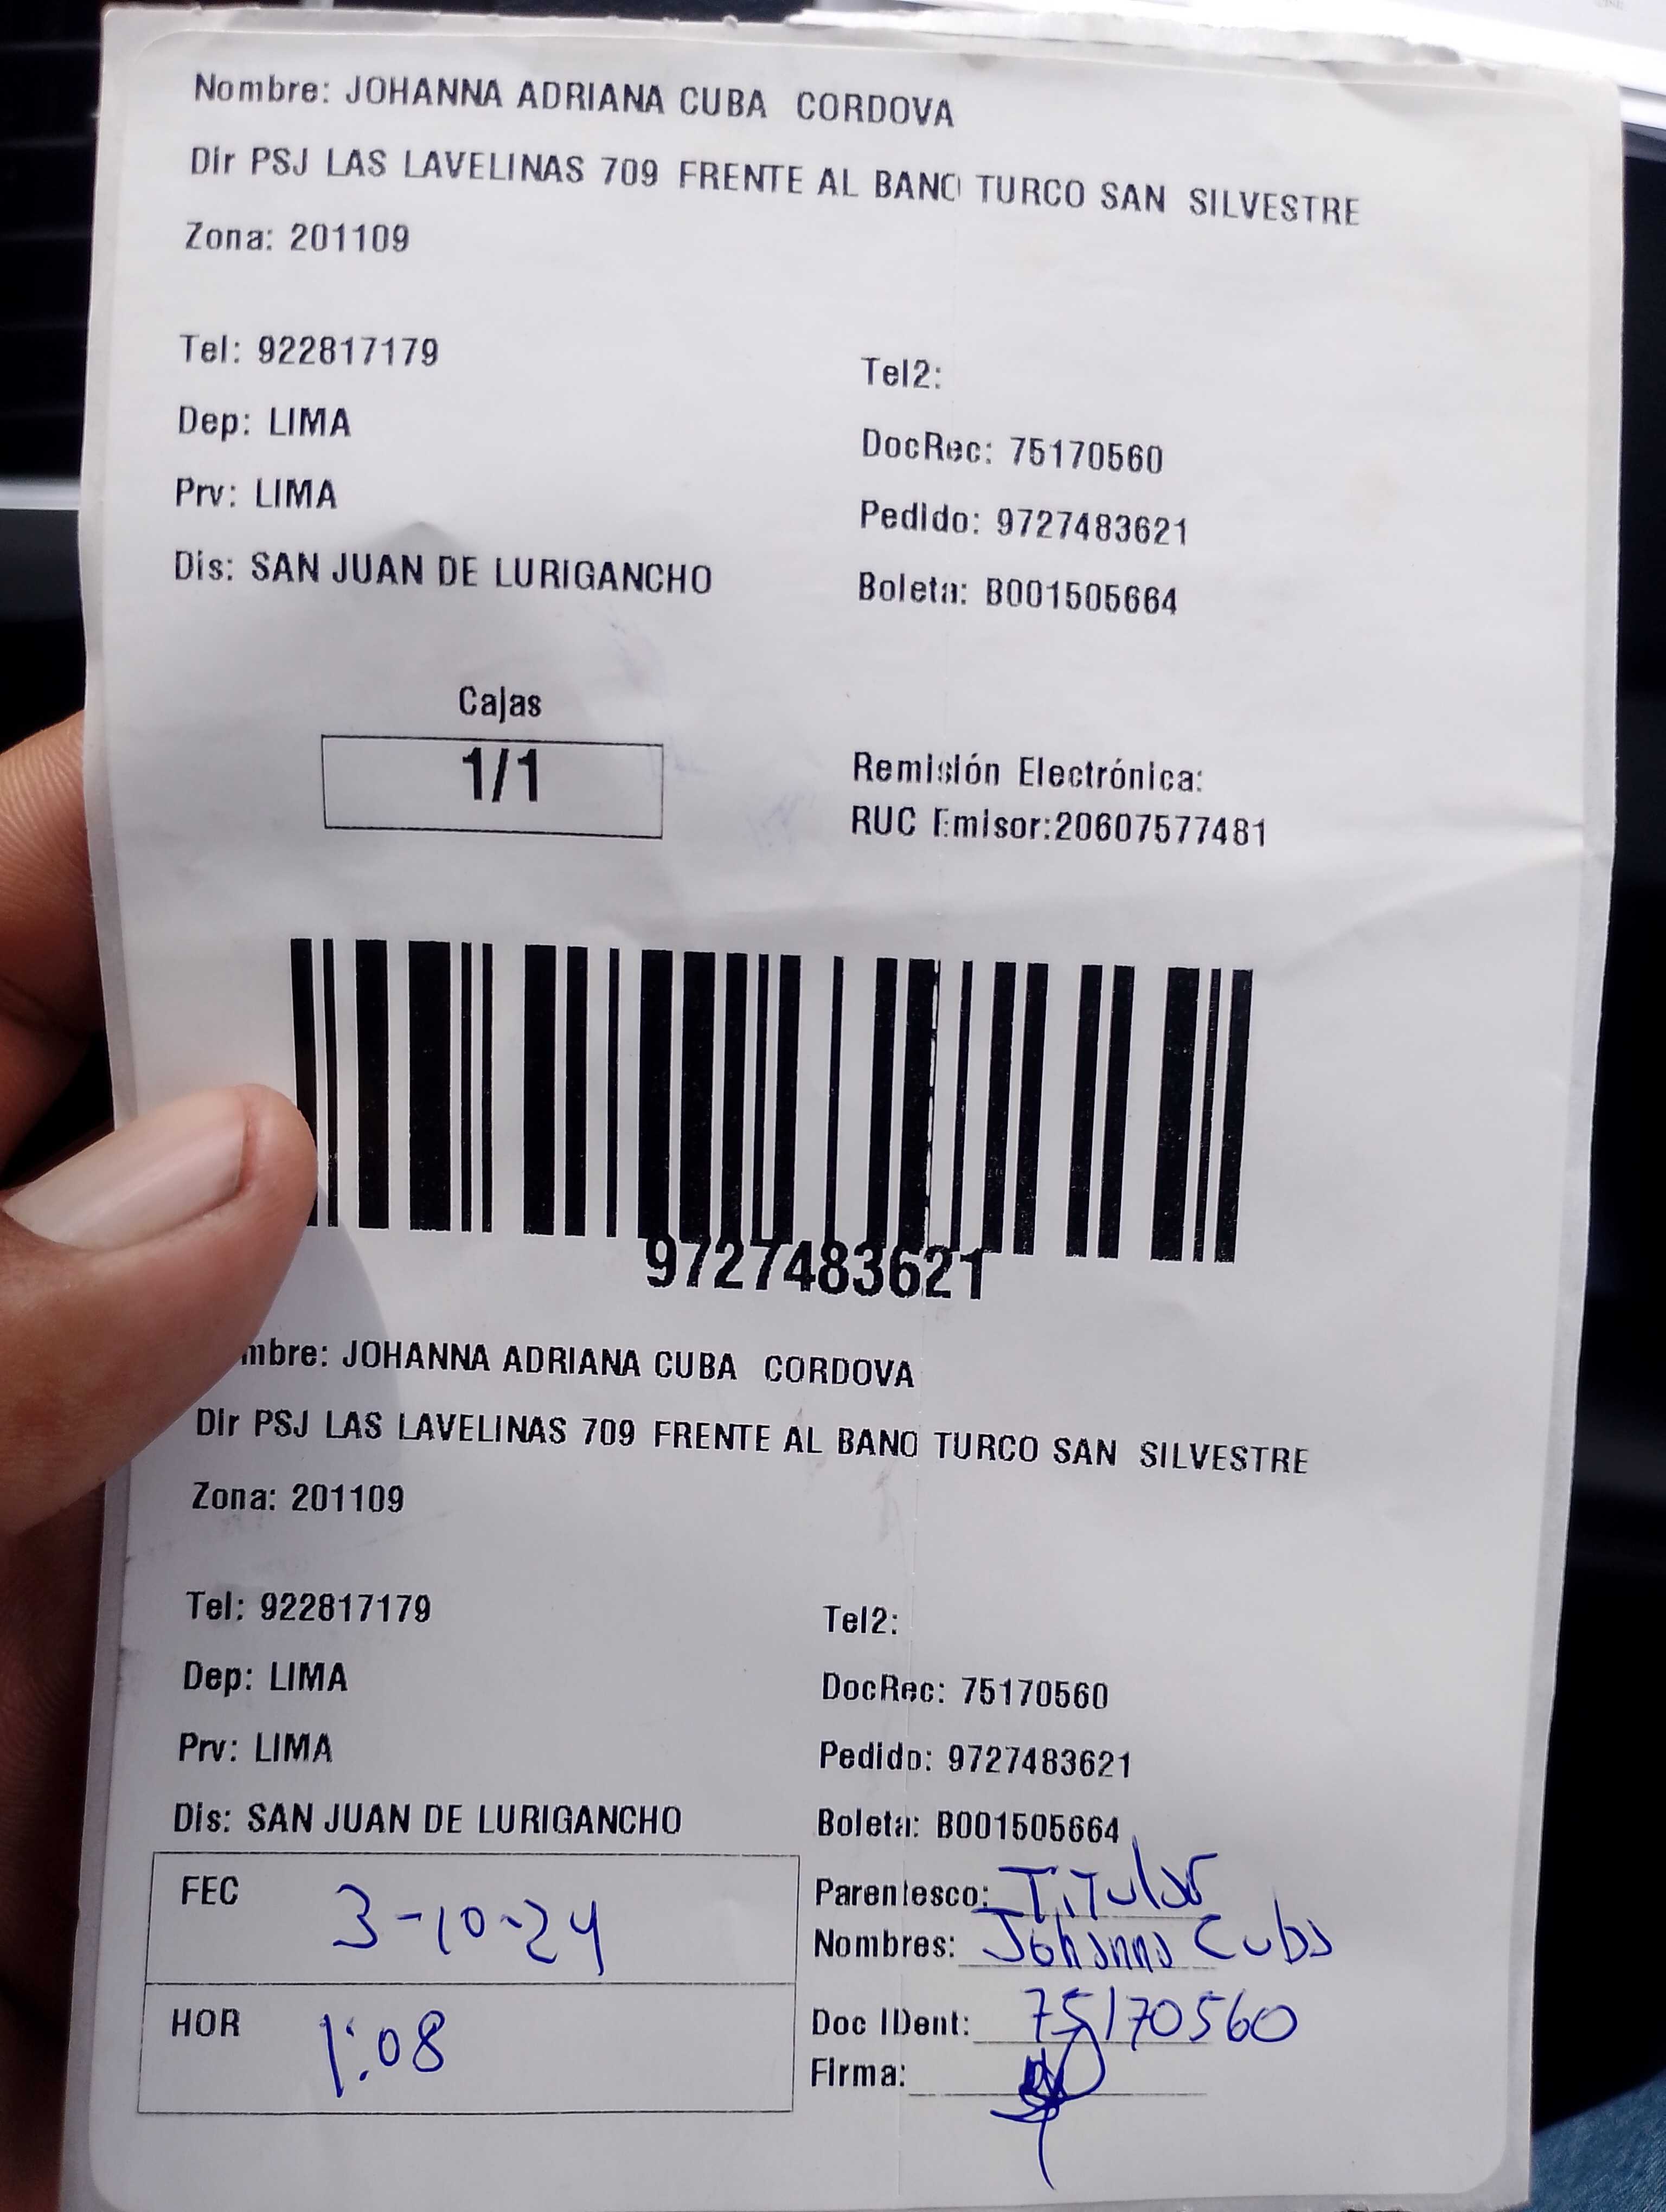 Nombre: JOHANNA ADRIANA CUBA CORDOVA
Dir PSJ LAS LAVELINAS 709 FRENTE AL BANO TURCO SAN SILVESTRE
Zona: 201109
Tel: 922817179
Tel2:
Dep: LIMA
DocRec: 75170560
Prv: LIMA
Pedido: 9727483621
Dis: SAN JUAN DE LURIGANCHO
Boleta: B001505664
Cajas
1/1
Remisión Electrónica:
RUC Emisor:20607577481
9727483621
mbre: JOHANNA ADRIANA CUBA CORDOVA
Dir PSJ LAS LAVELINAS 709 FRENTE AL BANO TURCO SAN SILVESTRE
Zona: 201109
Tel: 922817179
Tel2:
Dep: LIMA
DocRec: 75170560
Prv: LIMA
Pedido: 9727483621
Dis: SAN JUAN DE LURIGANCHO
Boleta: B001505664
FEC 3-10-24
Parentesco: Titular
Nombres: Johanna Cuba
HOR 1:08
Doc IDent: 75170560
Firma: